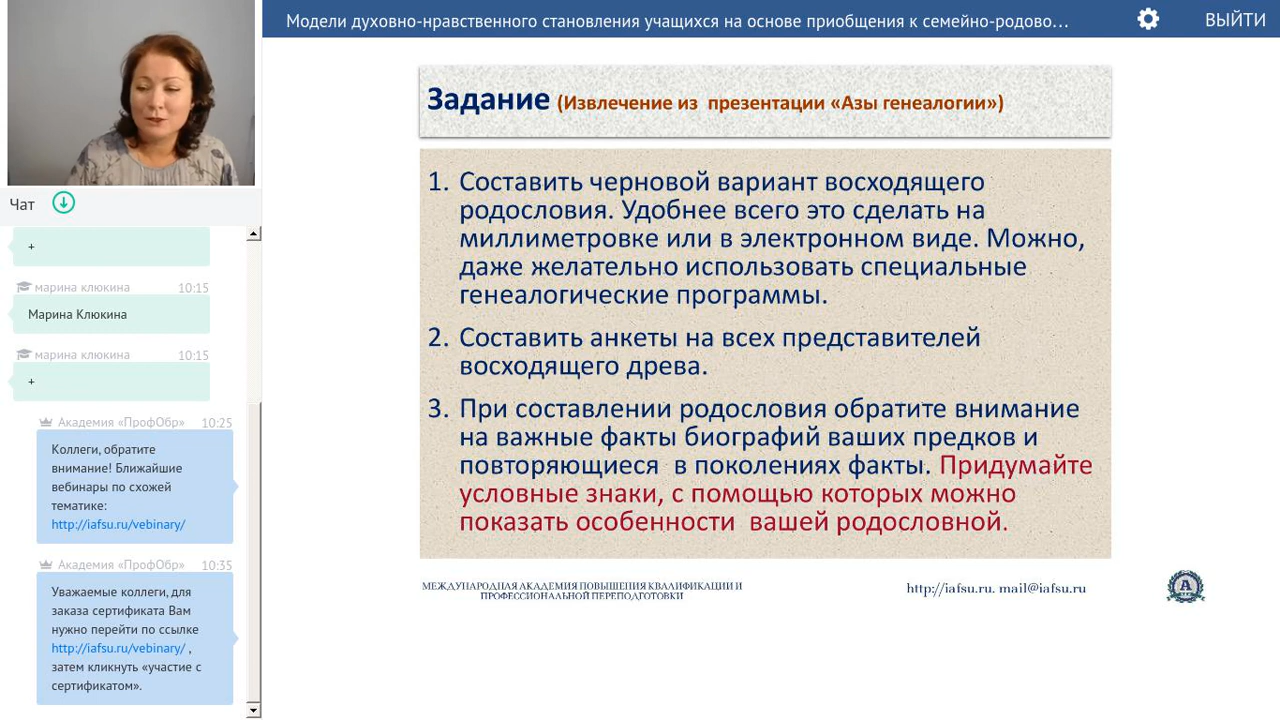 Модели духовно-нравственного становления учащихся на основе приобщения к семейно-родово...
ВЫЙТИ
Чат
+
марина клюкина 10:15
Марина Клюкина
марина клюкина 10:15
+
Академия «ПрофОбр» 10:25
Коллеги, обратите
внимание! Ближайшие
вебинары по схожей
тематике:
http://iafsu.ru/vebinary/
Академия «ПрофОбр» 10:35
Уважаемые коллеги, для
заказа сертификата Вам
нужно перейти по ссылке
http://iafsu.ru/vebinary/ ,
затем кликнуть «участие с
сертификатом».
Задание (Извлечение из презентации «Азы генеалогии»)
1. Составить черновой вариант восходящего
родословия. Удобнее всего это сделать на
миллиметровке или в электронном виде. Можно,
даже желательно использовать специальные
генеалогические программы.
2. Составить анкеты на всех представителей
восходящего древа.
3. При составлении родословия обратите внимание
на важные факты биографий ваших предков и
повторяющиеся в поколениях факты. Придумайте
условные знаки, с помощью которых можно
показать особенности вашей родословной.
МЕЖДУНАРОДНАЯ АКАДЕМИЯ ПОВЫШЕНИЯ КВАЛИФИКАЦИИ И
ПРОФЕССИОНАЛЬНОЙ ПЕРЕПОДГОТОВКИ
http://iafsu.ru. mail@iafsu.ru
А